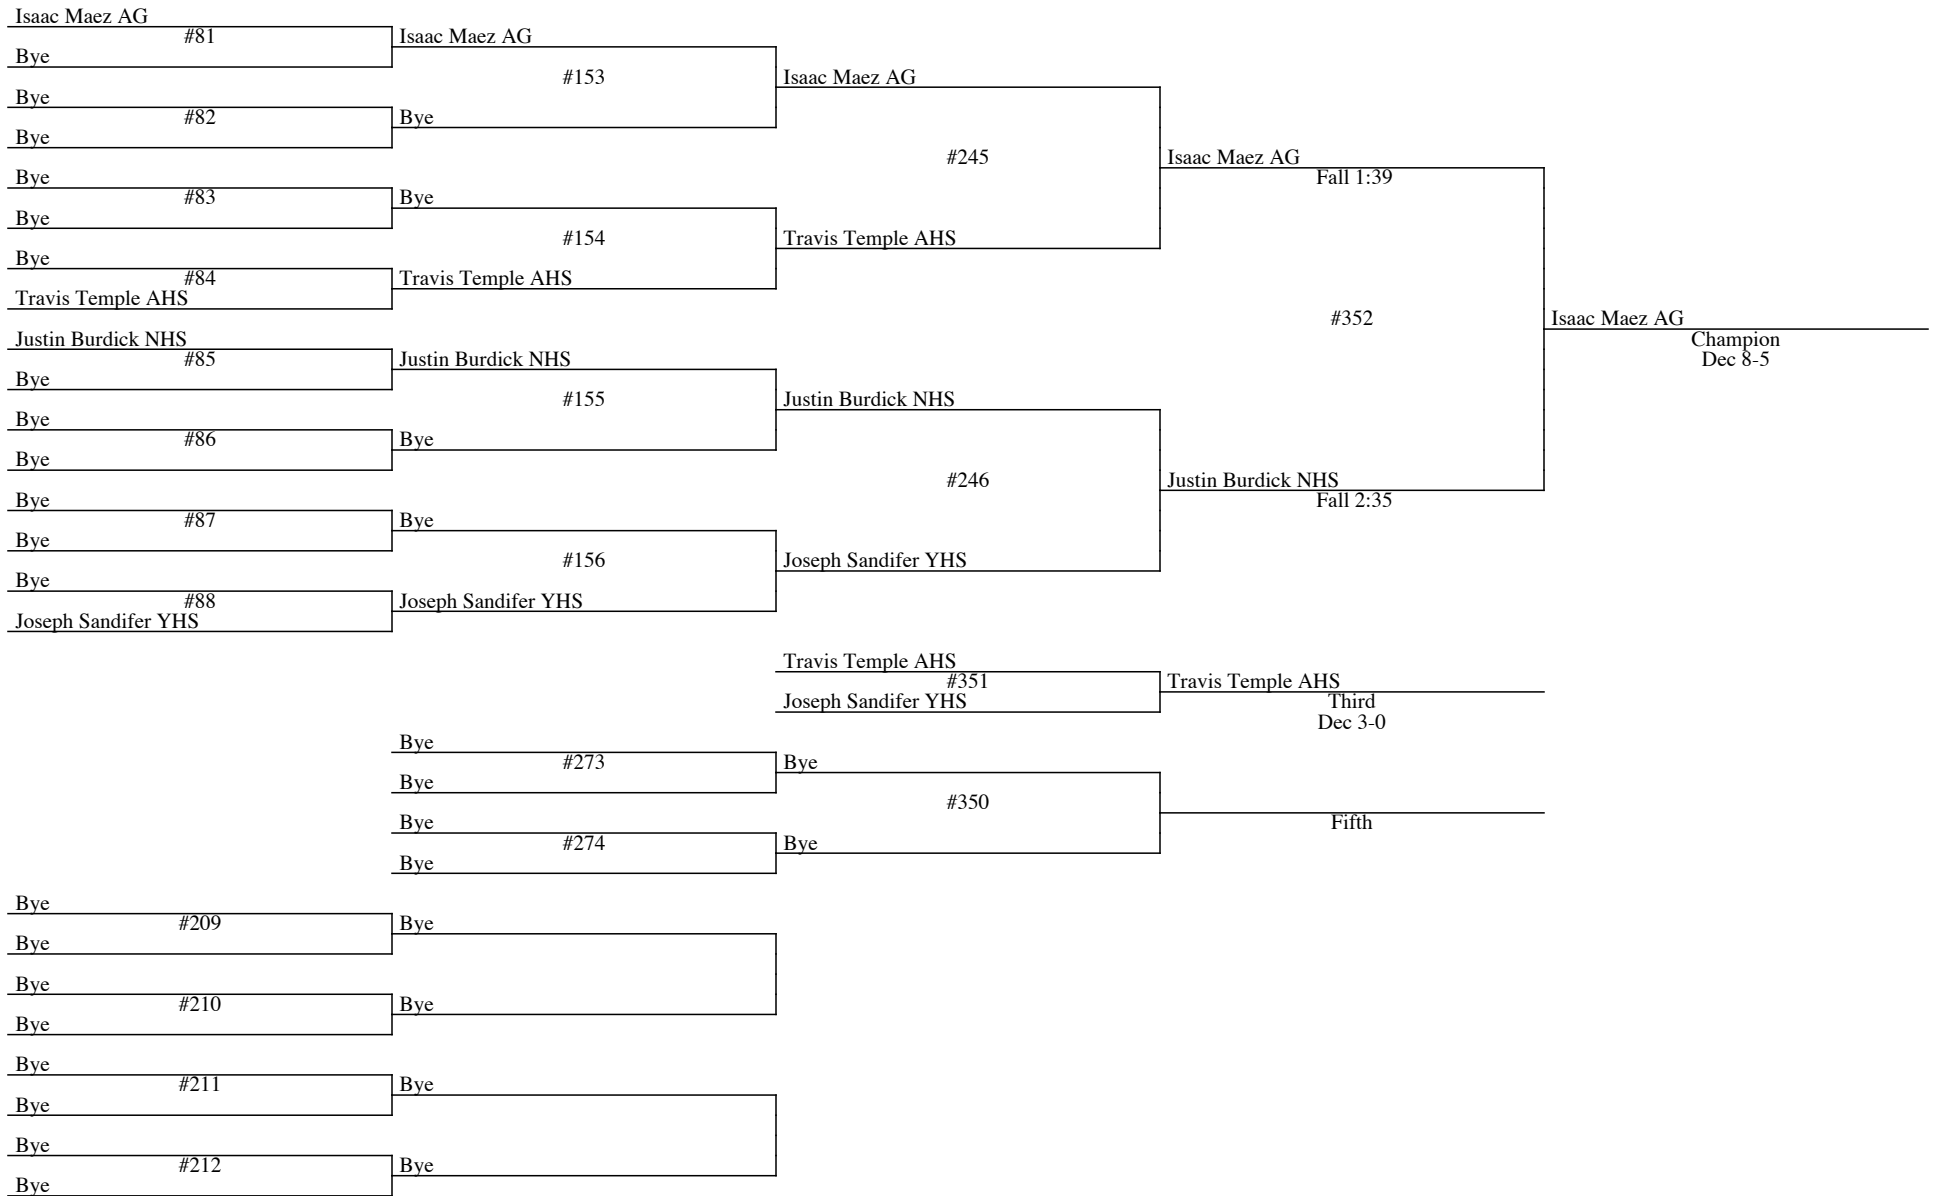 Isaac Maez AG
#81
Isaac Maez AG
Bye
#153
Isaac Maez AG
Bye
#82
Bye
Bye
#245
Isaac Maez AG
Fall 1:39
Bye
#83
Bye
Bye
#154
Travis Temple AHS
Bye
#84
Travis Temple AHS
Travis Temple AHS
#352
Isaac Maez AG
Champion
Dec 8-5
Justin Burdick NHS
#85
Justin Burdick NHS
Bye
#155
Justin Burdick NHS
Bye
#86
Bye
Bye
#246
Justin Burdick NHS
Fall 2:35
Bye
#87
Bye
Bye
#156
Joseph Sandifer YHS
Bye
#88
Joseph Sandifer YHS
Joseph Sandifer YHS
Travis Temple AHS
#351
Travis Temple AHS
Joseph Sandifer YHS
Third
Dec 3-0
Bye
#273
Bye
Bye
#350
Bye
#274
Bye
Bye
Fifth
Bye
#209
Bye
Bye
Bye
#210
Bye
Bye
Bye
#211
Bye
Bye
Bye
#212
Bye
Bye